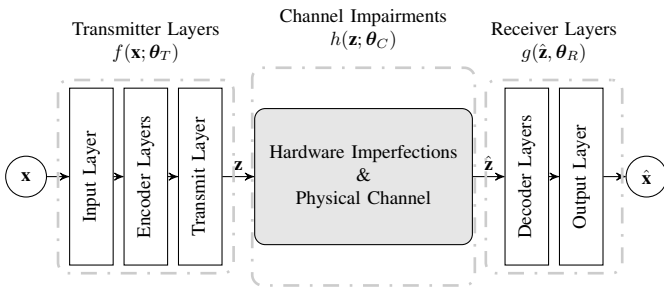 Transmitter Layers
f(x; θ_T)
Channel Impairments
h(z; θ_C)
Receiver Layers
g(ẑ, θ_R)
x
Input Layer
Encoder Layers
Transmit Layer
z
Hardware Imperfections
&
Physical Channel
ẑ
Decoder Layers
Output Layer
x̂